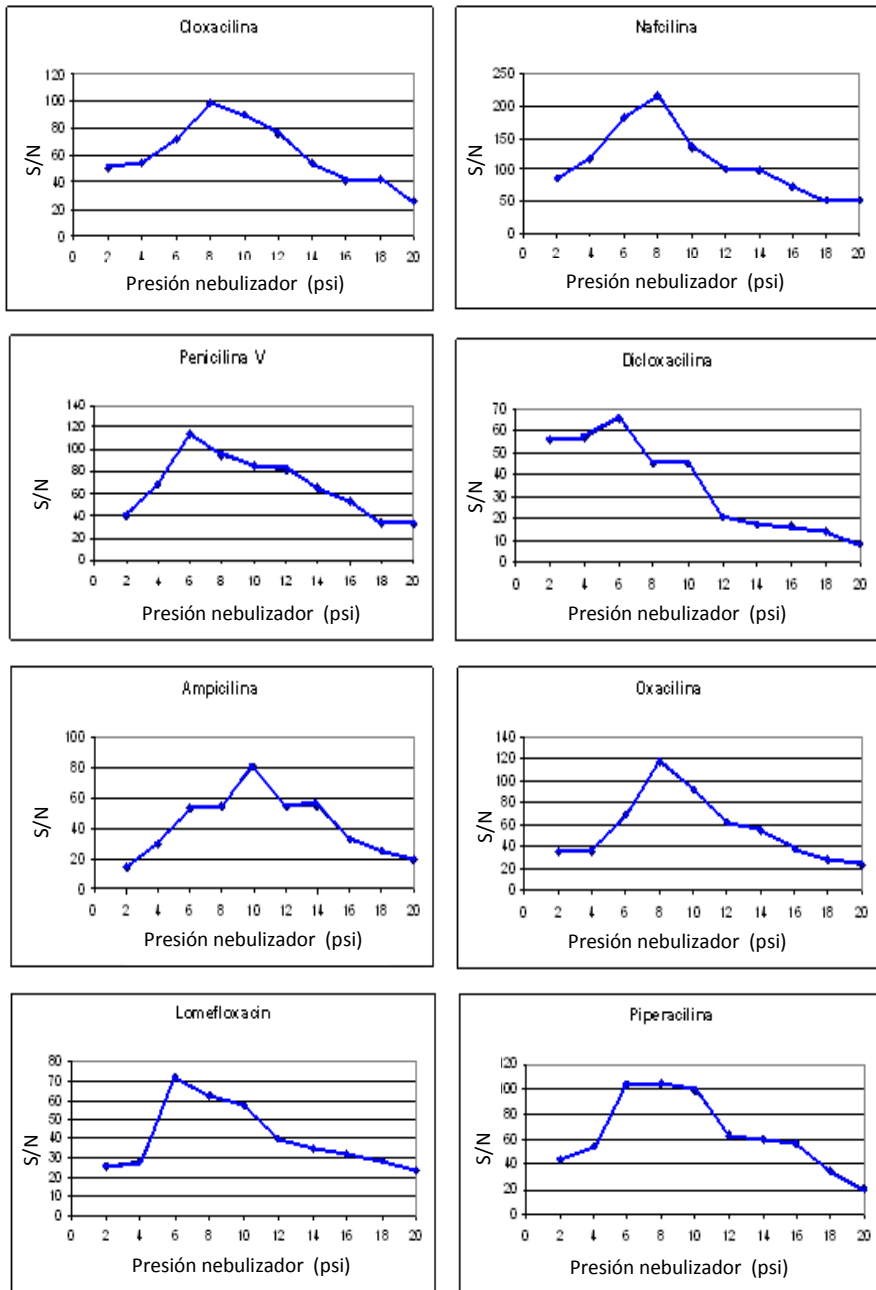 Cloxacilina
120
100
80
60
40
20
0
S/N
0 2 4 6 8 10 12 14 16 18 20
Presión nebulizador (psi)
Nafcilina
250
200
150
100
50
0
S/N
0 2 4 6 8 10 12 14 16 18 20
Presión nebulizador (psi)
Penicilina V
140
120
100
80
60
40
20
0
S/N
0 2 4 6 8 10 12 14 16 18 20
Presión nebulizador (psi)
Dicloxacilina
70
60
50
40
30
20
10
0
S/N
0 2 4 6 8 10 12 14 16 18 20
Presión nebulizador (psi)
Ampicilina
100
80
60
40
20
0
S/N
0 2 4 6 8 10 12 14 16 18 20
Presión nebulizador (psi)
Oxacilina
140
120
100
80
60
40
20
0
S/N
0 2 4 6 8 10 12 14 16 18 20
Presión nebulizador (psi)
Lomefloxacin
80
70
60
50
40
30
20
10
0
S/N
0 2 4 6 8 10 12 14 16 18 20
Presión nebulizador (psi)
Piperacilina
120
100
80
60
40
20
0
S/N
0 2 4 6 8 10 12 14 16 18 20
Presión nebulizador (psi)